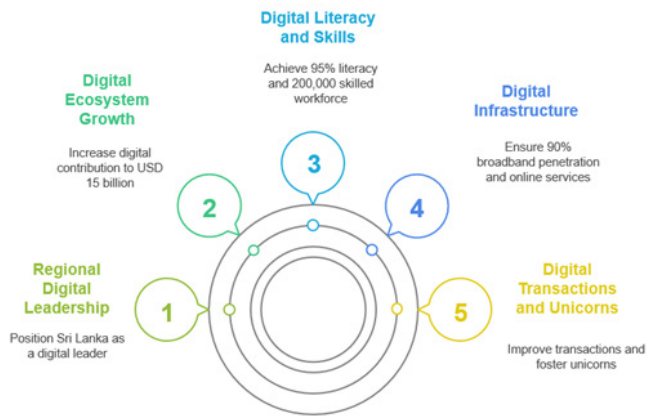 Regional
Digital
Leadership
Position Sri Lanka as
a digital leader
1
Digital
Ecosystem
Growth
Increase digital
contribution to USD
15 billion
2
Digital Literacy
and Skills
Achieve 95% literacy
and 200,000 skilled
workforce
3
Digital
Infrastructure
Ensure 90%
broadband penetration
and online services
4
Digital
Transactions
and Unicorns
Improve transactions and
foster unicorns
5